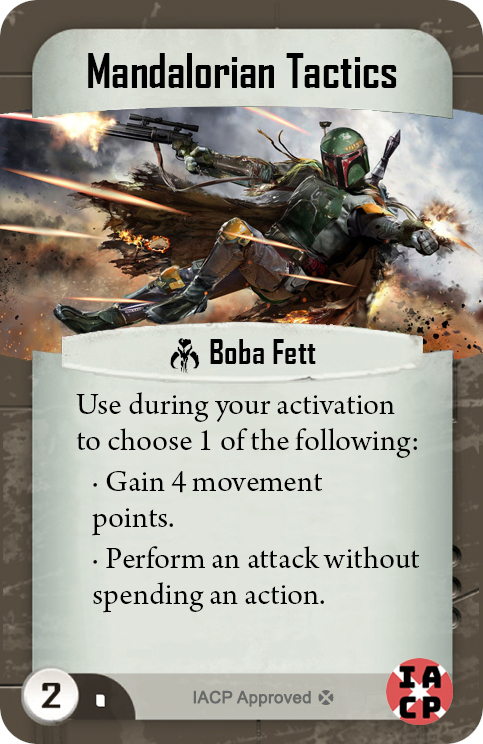 Mandalorian Tactics
Boba Fett
Use during your activation
to choose 1 of the following:
· Gain 4 movement
points.
· Perform an attack without
spending an action.
2
IACP Approved
IA
CP